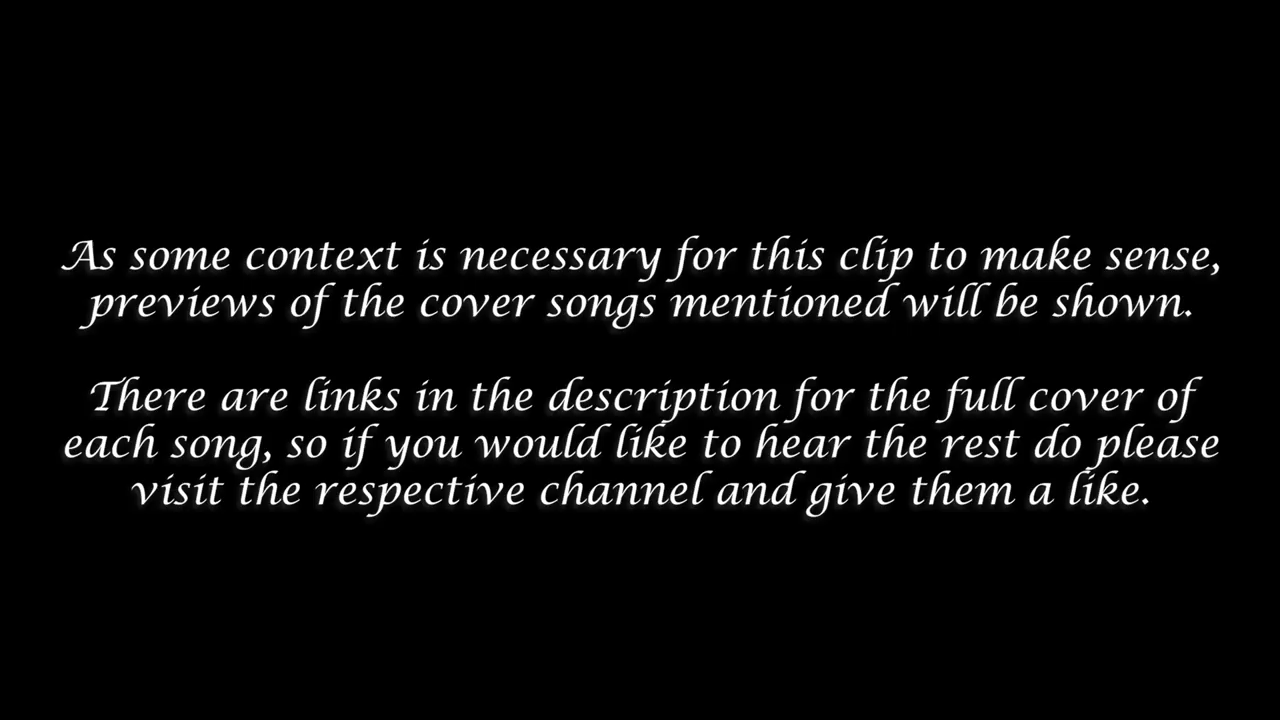 As some context is necessary for this clip to make sense,
previews of the cover songs mentioned will be shown.
There are links in the description for the full cover of
each song, so if you would like to hear the rest do please
visit the respective channel and give them a like.